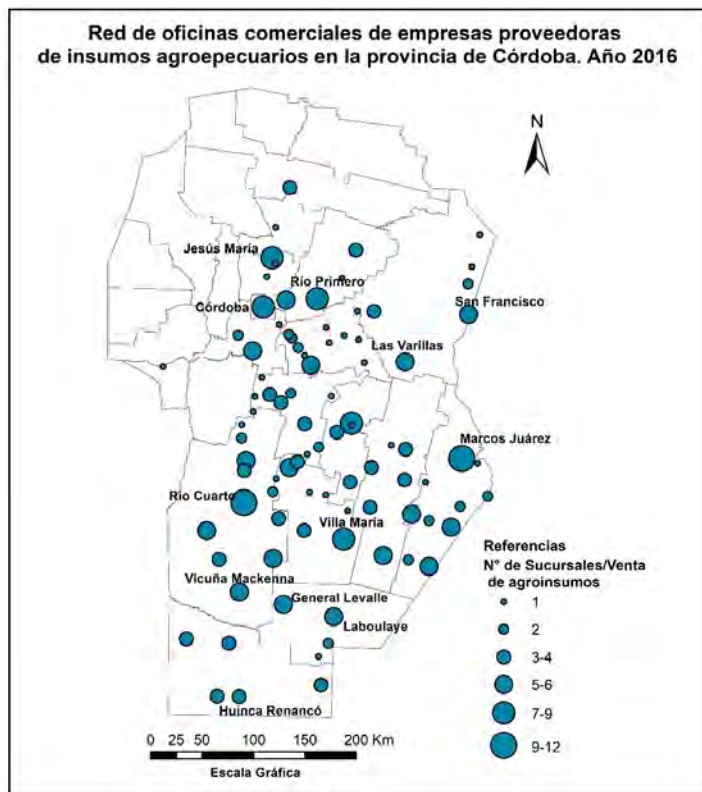 Red de oficinas comerciales de empresas proveedoras
de insumos agroepecuarios en la provincia de Córdoba. Año 2016
N
Jesús María
Río Primero
Córdoba
San Francisco
Las Varillas
Marcos Juárez
Río Cuarto
Villa María
Vicuña Mackenna
General Levalle
Laboulaye
Huinca Renancó
Referencias
N° de Sucursales/Venta
de agroinsumos
1
2
3-4
5-6
7-9
9-12
0 25 50 100 150 200 Km
Escala Gráfica